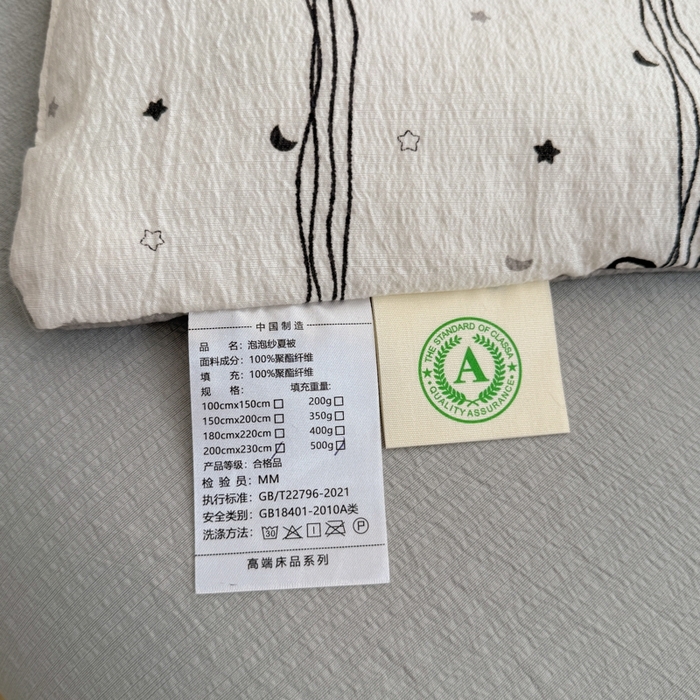 中国制造
品 名：泡泡纱夏被
面料成分：100%聚酯纤维
填 充：100%聚酯纤维
规 格： 填充重量：
100cmx150cm□ 200g□
150cmx200cm□ 350g□
180cmx220cm□ 400g□
200cmx230cm☑ 500g☑
产品等级：合格品
检 验 员：MM
执行标准：GB/T22796-2021
安全类别：GB18401-2010A类
洗涤方法： 30 P
高端床品系列
THE STANDARD OF CLASSA
A
QUALITY ASSURANCE